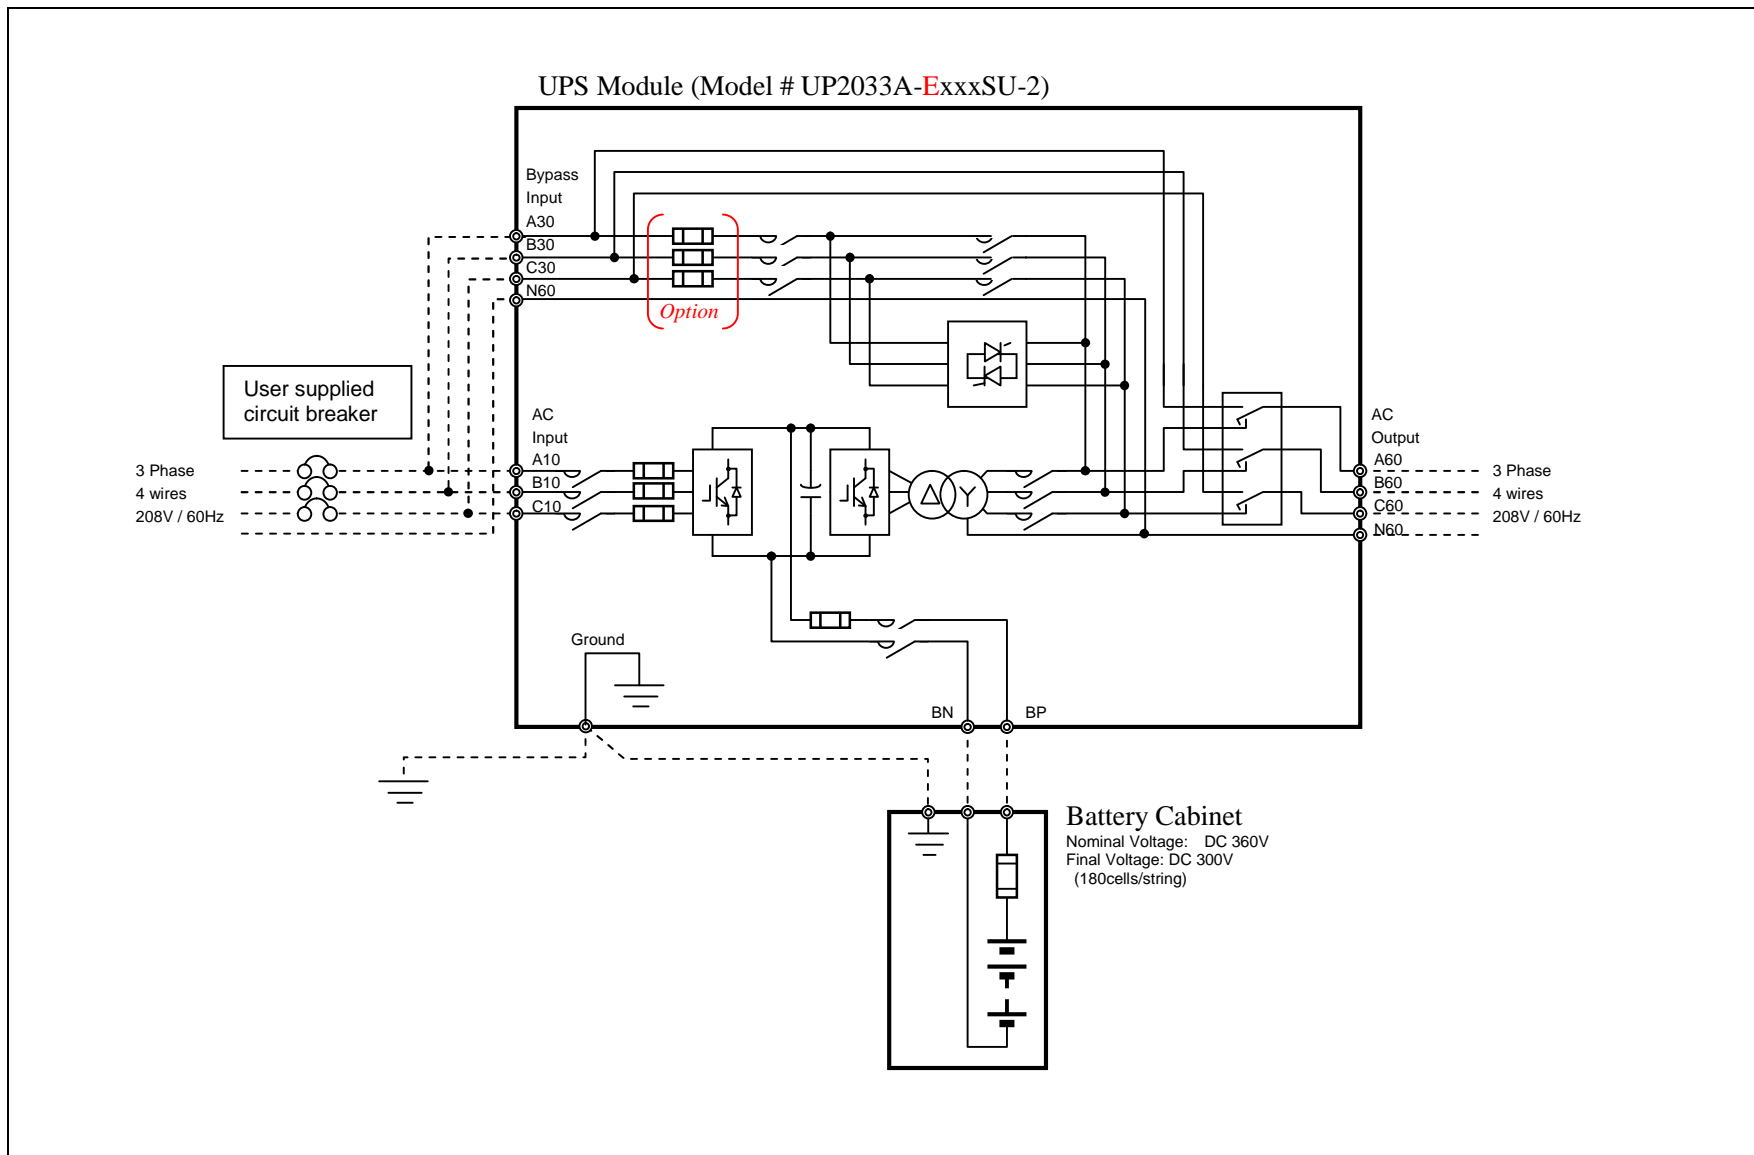 UPS Module (Model # UP2033A-ExxxSU-2)
Bypass
Input
A30
B30
C30
N60
Option
User supplied
circuit breaker
3 Phase
4 wires
208V / 60Hz
AC
Input
A10
B10
C10
AC
Output
A60
B60
C60
N60
3 Phase
4 wires
208V / 60Hz
Ground
BN
BP
Battery Cabinet
Nominal Voltage: DC 360V
Final Voltage: DC 300V
(180cells/string)